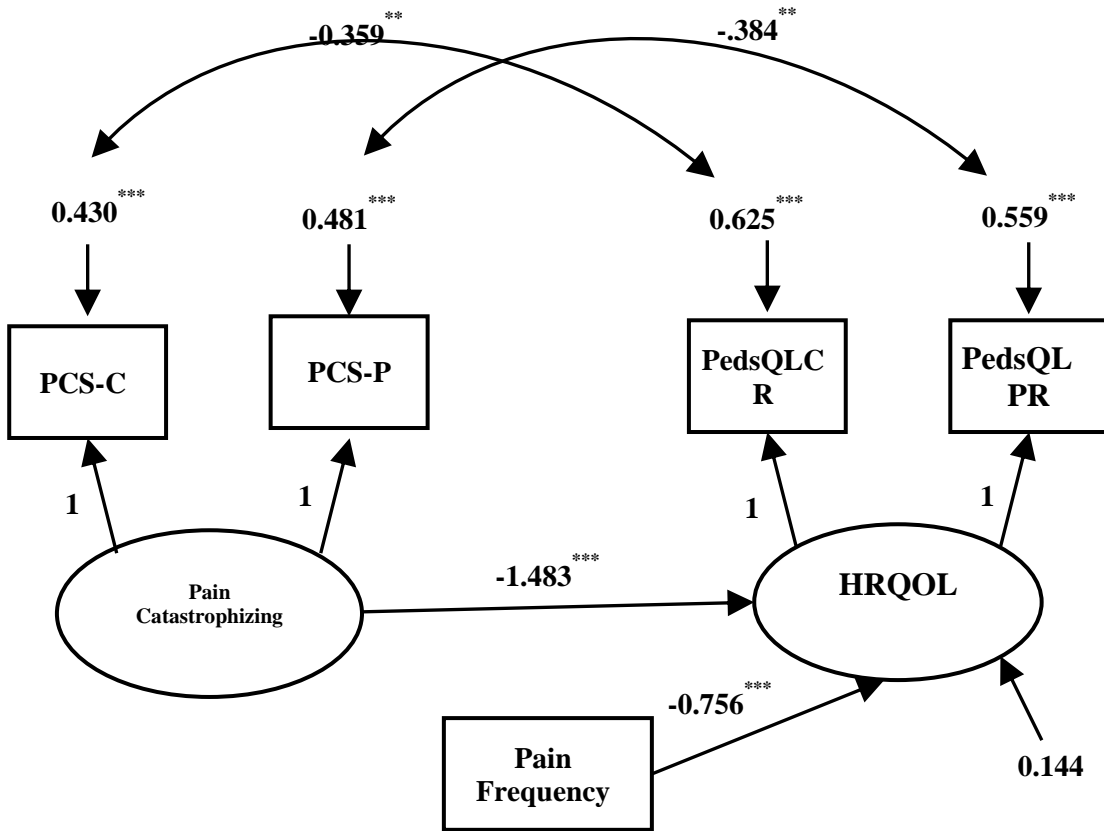 -0.359**
-.384**
0.430***
0.481***
0.625***
0.559***
PCS-C
PCS-P
PedsQLC
R
PedsQL
PR
1
1
1
1
Pain
Catastrophizing
-1.483***
HRQOL
-0.756***
Pain
Frequency
0.144